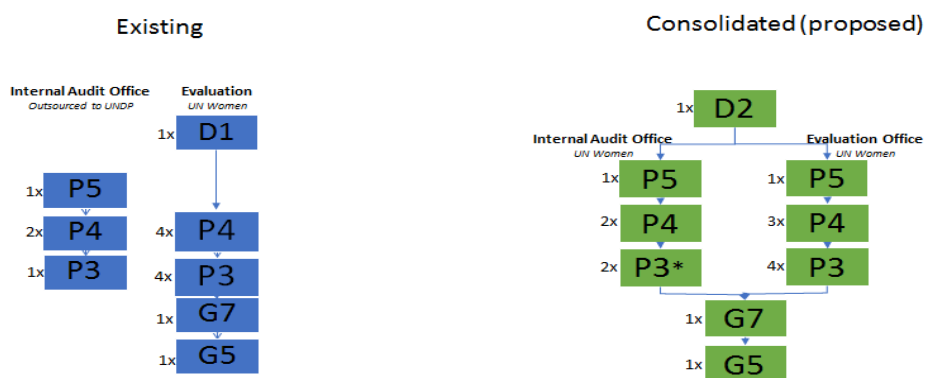 Existing
Consolidated (proposed)
Internal Audit Office
Outsourced to UNDP
Evaluation
UN Women
1x D1
1x P5
2x P4
1x P3
4x P4
4x P3
1x G7
1x G5
1x D2
Internal Audit Office
UN Women
Evaluation Office
UN Women
1x P5
2x P4
2x P3*
1x P5
3x P4
4x P3
1x G7
1x G5